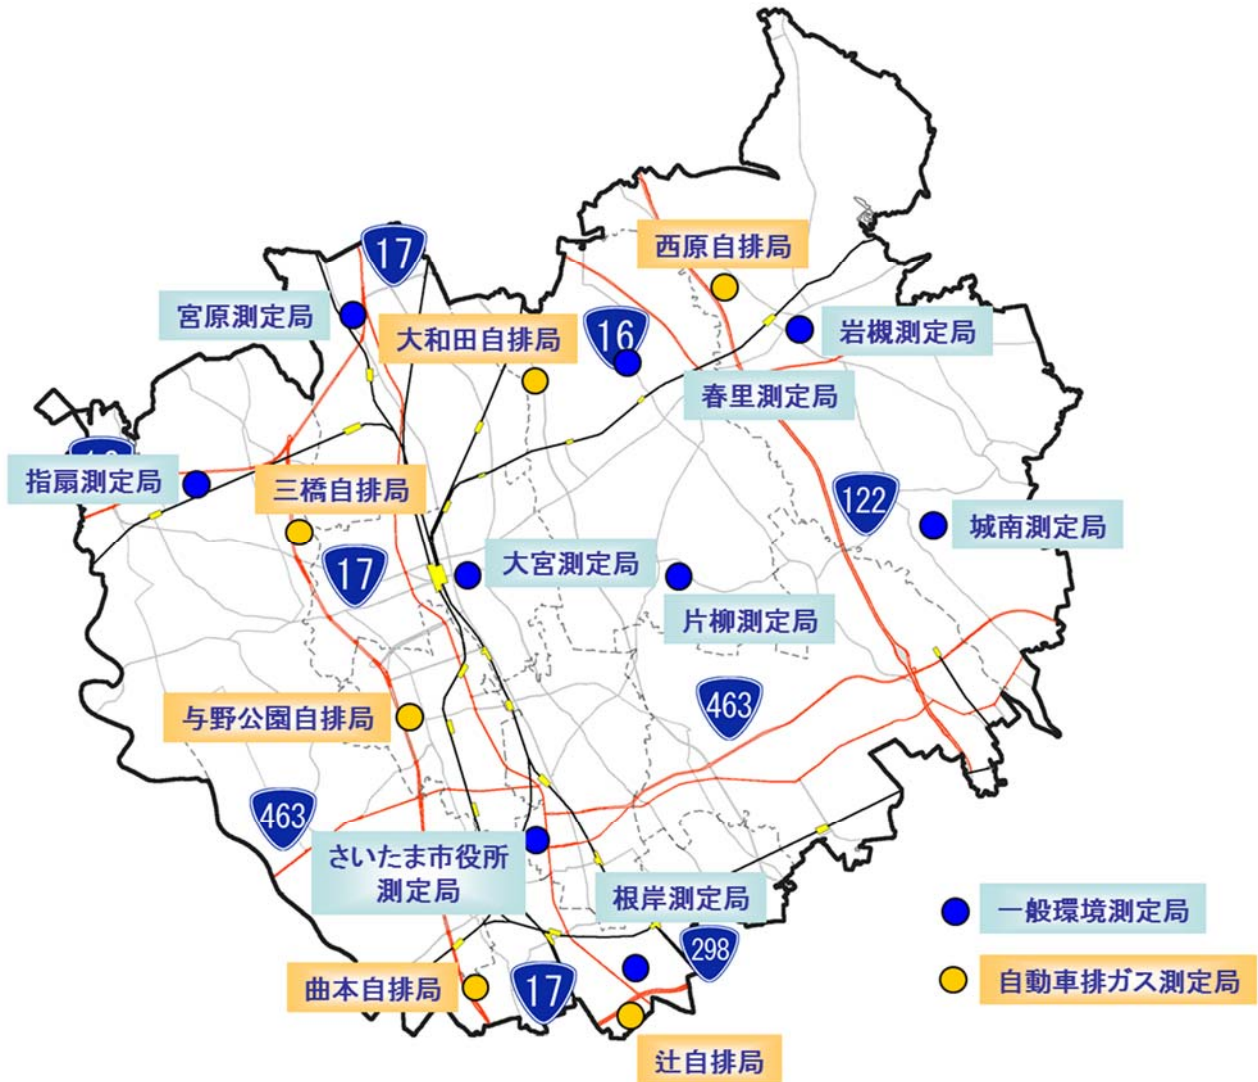 17
西原自排局
宮原測定局
大和田自排局
16
岩槻測定局
春里測定局
指扇測定局
三橋自排局
122
城南測定局
17
大宮測定局
片柳測定局
与野公園自排局
463
463
さいたま市役所
測定局
根岸測定局
一般環境測定局
298
曲本自排局
17
自動車排ガス測定局
辻自排局